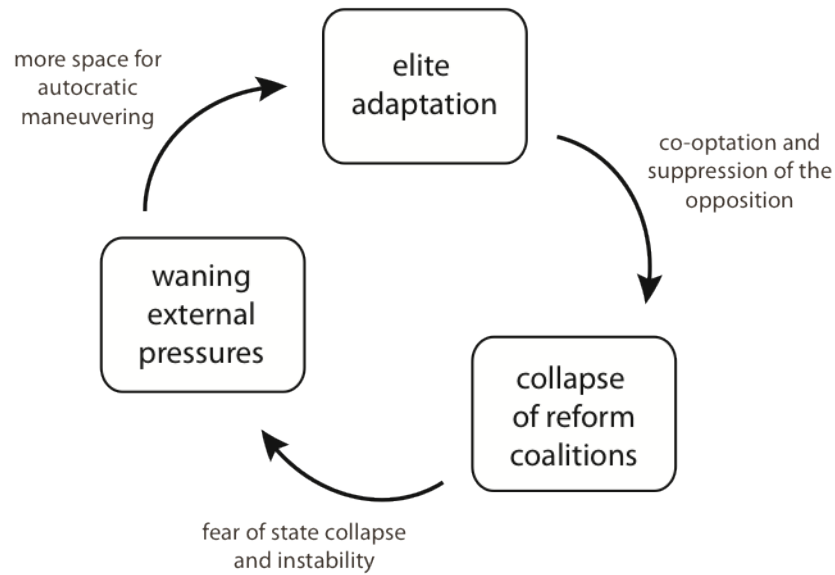 elite
adaptation
co-optation and
suppression of the
opposition
collapse
of reform
coalitions
fear of state collapse
and instability
waning
external
pressures
more space for
autocratic
maneuvering